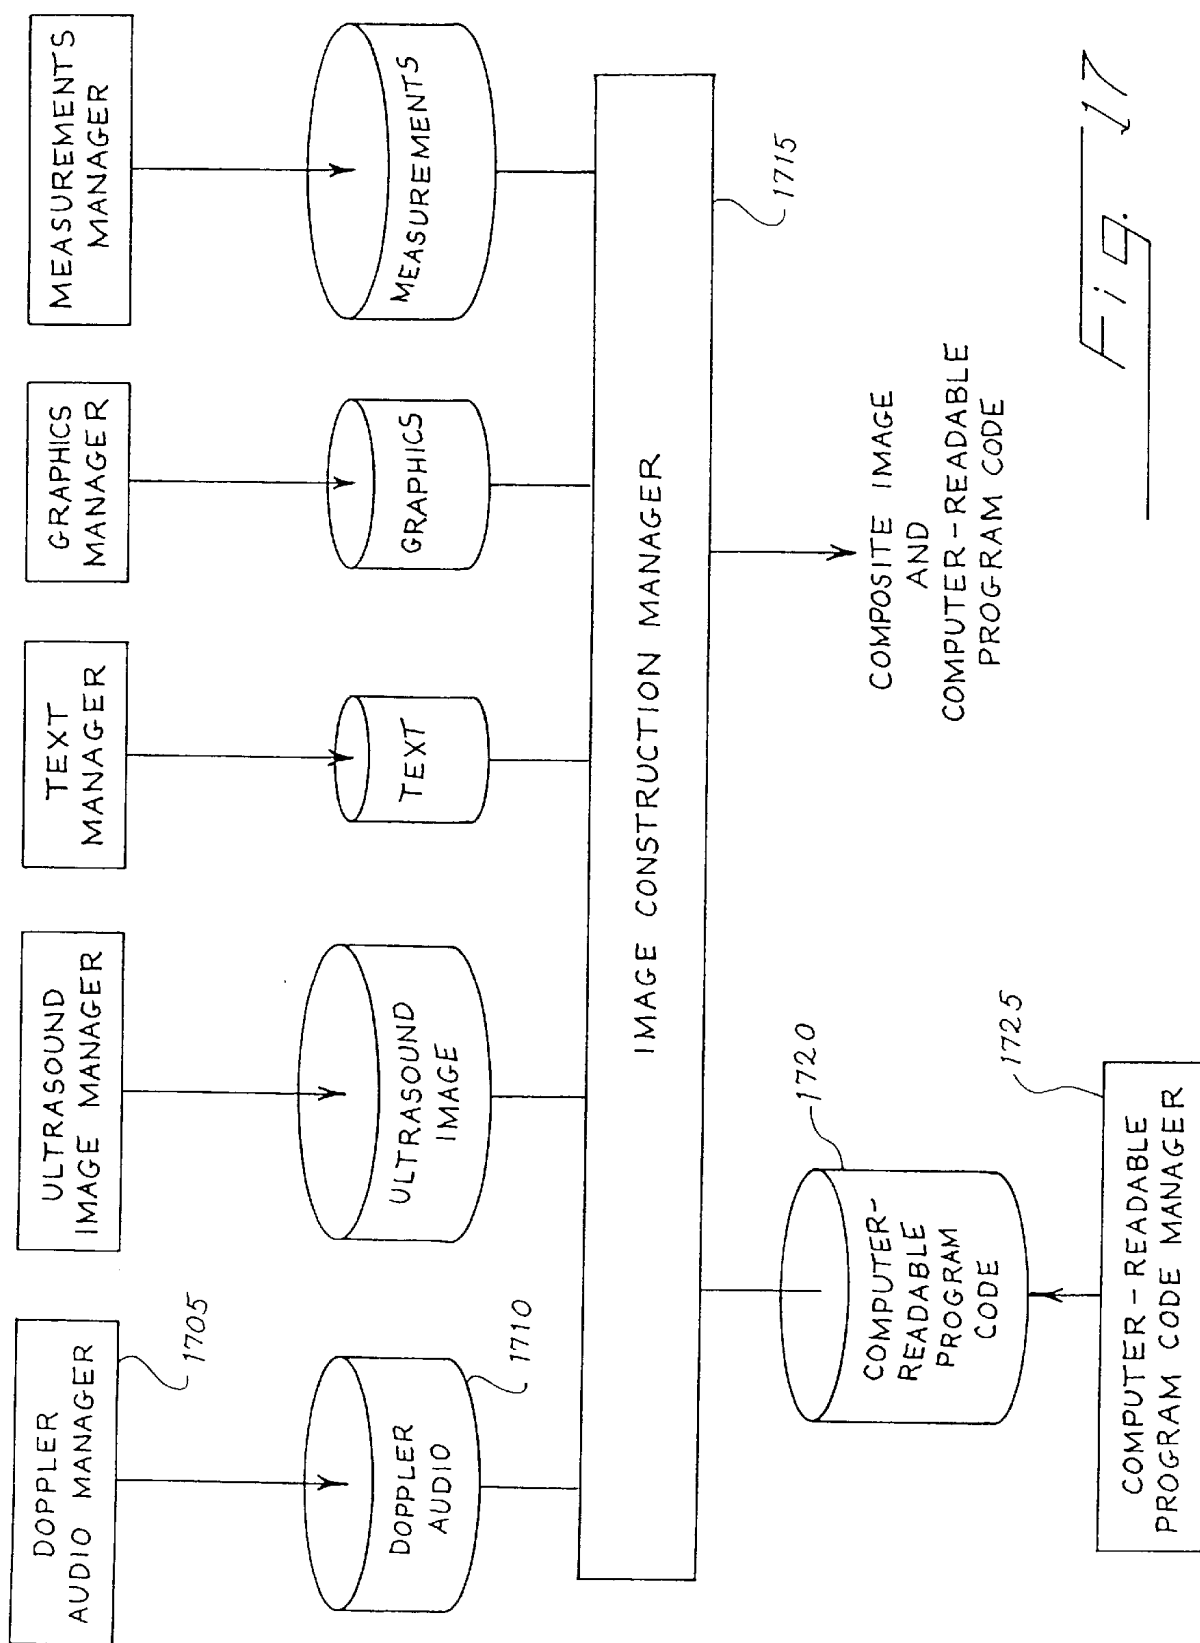 DOPPLER
AUDIO MANAGER
1705
ULTRASOUND
IMAGE MANAGER
TEXT
MANAGER
GRAPHICS
MANAGER
MEASUREMENTS
MANAGER
DOPPLER
AUDIO
1710
ULTRASOUND
IMAGE
TEXT
GRAPHICS
MEASUREMENTS
IMAGE CONSTRUCTION MANAGER
1715
COMPUTER-
READABLE
PROGRAM
CODE
1720
COMPOSITE IMAGE
AND
COMPUTER-READABLE
PROGRAM CODE
COMPUTER-READABLE
PROGRAM CODE MANAGER
1725
Fig. 17